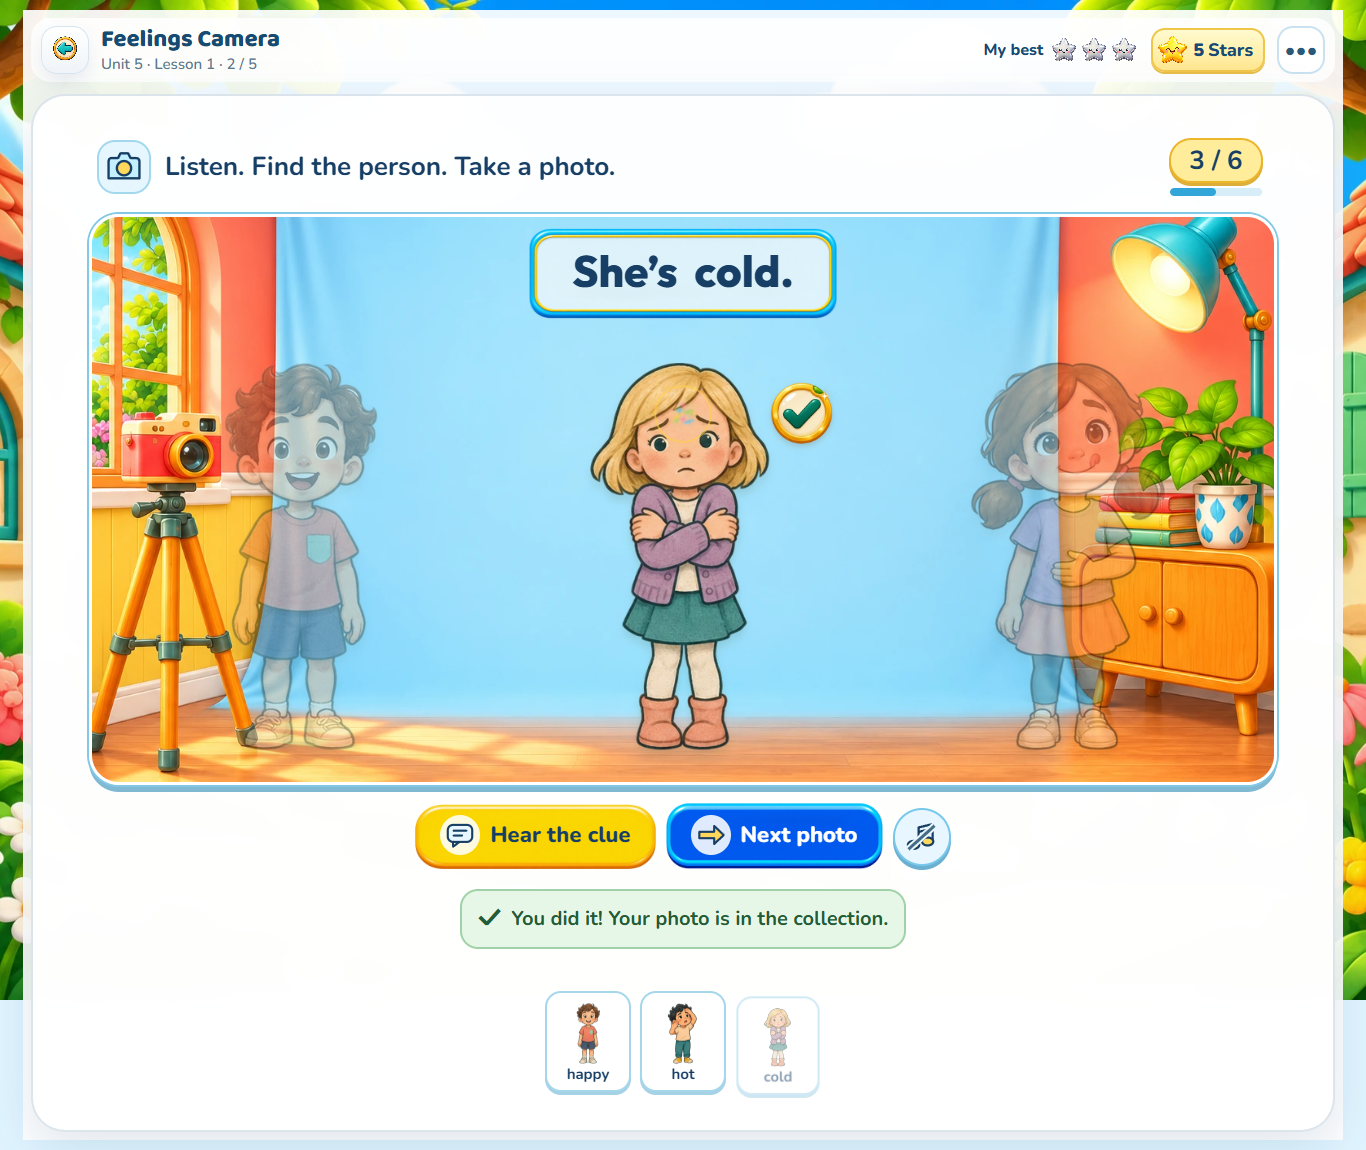 Feelings Camera
Unit 5 · Lesson 1 · 2 / 5
My best
5 Stars
Listen. Find the person. Take a photo.
3 / 6
She’s cold.
Hear the clue
Next photo
You did it! Your photo is in the collection.
happy
hot
cold